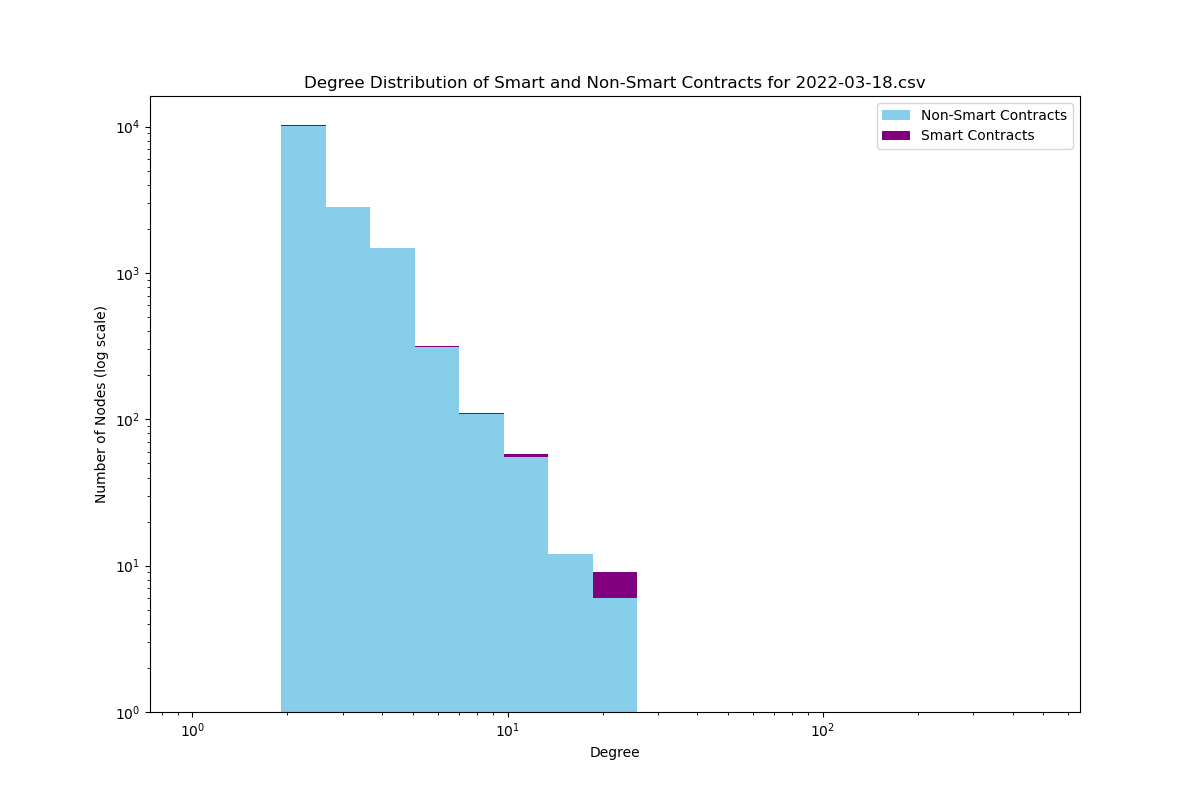 Degree Distribution of Smart and Non-Smart Contracts for 2022-03-18.csv
Non-Smart Contracts
Smart Contracts
Number of Nodes (log scale)
10⁴
10³
10²
10¹
10⁰
10⁰ 10¹ 10²
Degree